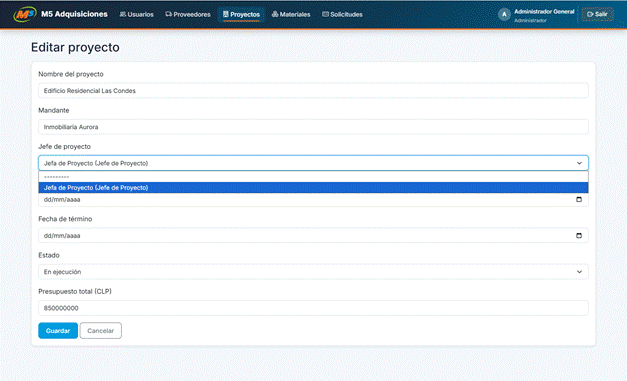 M5 M5 Adquisiciones Usuarios Proveedores Proyectos Materiales Solicitudes A Administrador General Salir
Administrador
Editar proyecto
Nombre del proyecto
Edificio Residencial Las Condes
Mandante
Inmobiliaria Aurora
Jefe de proyecto
Jefa de Proyecto (Jefe de Proyecto)
---------
Jefa de Proyecto (Jefe de Proyecto)
dd/mm/aaaa
Fecha de término
dd/mm/aaaa
Estado
En ejecución
Presupuesto total (CLP)
850000000
Guardar Cancelar